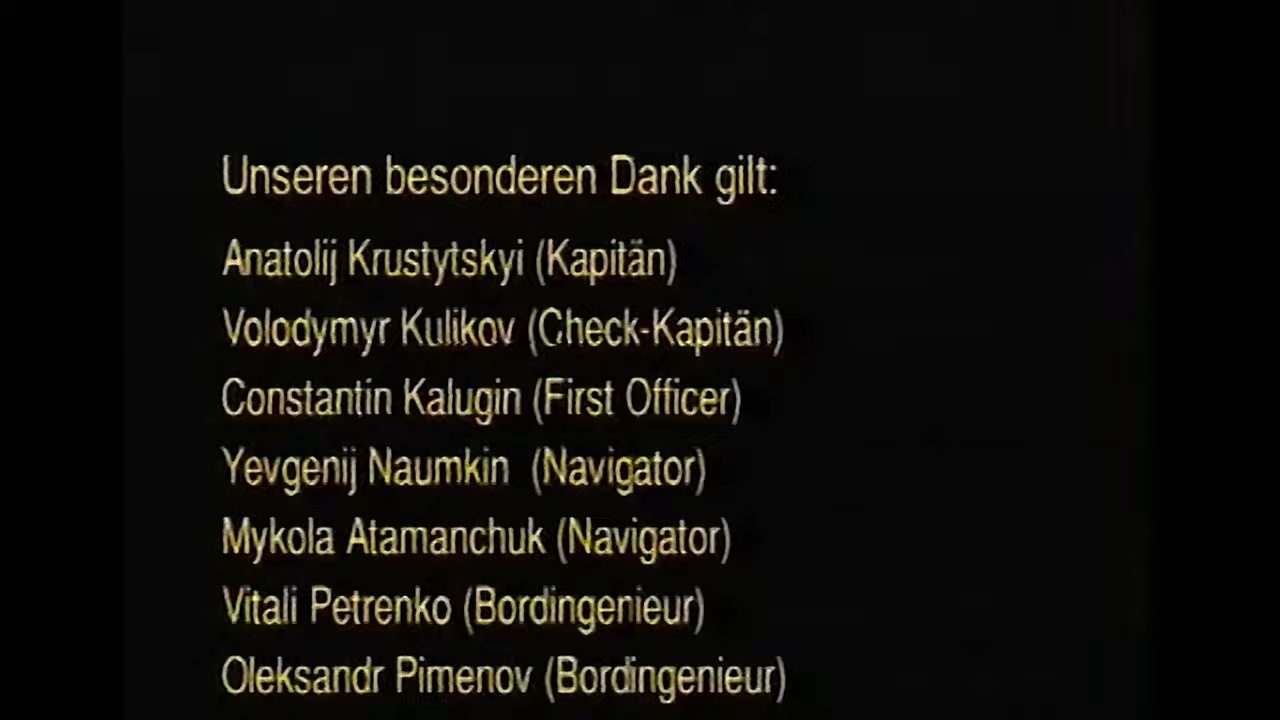 Unseren besonderen Dank gilt:
Anatolij Krustytskyi (Kapitän)
Volodymyr Kulikov (Check-Kapitän)
Constantin Kalugin (First Officer)
Yevgenij Naumkin (Navigator)
Mykola Atamanchuk (Navigator)
Vitali Petrenko (Bordingenieur)
Oleksandr Pimenov (Bordingenieur)